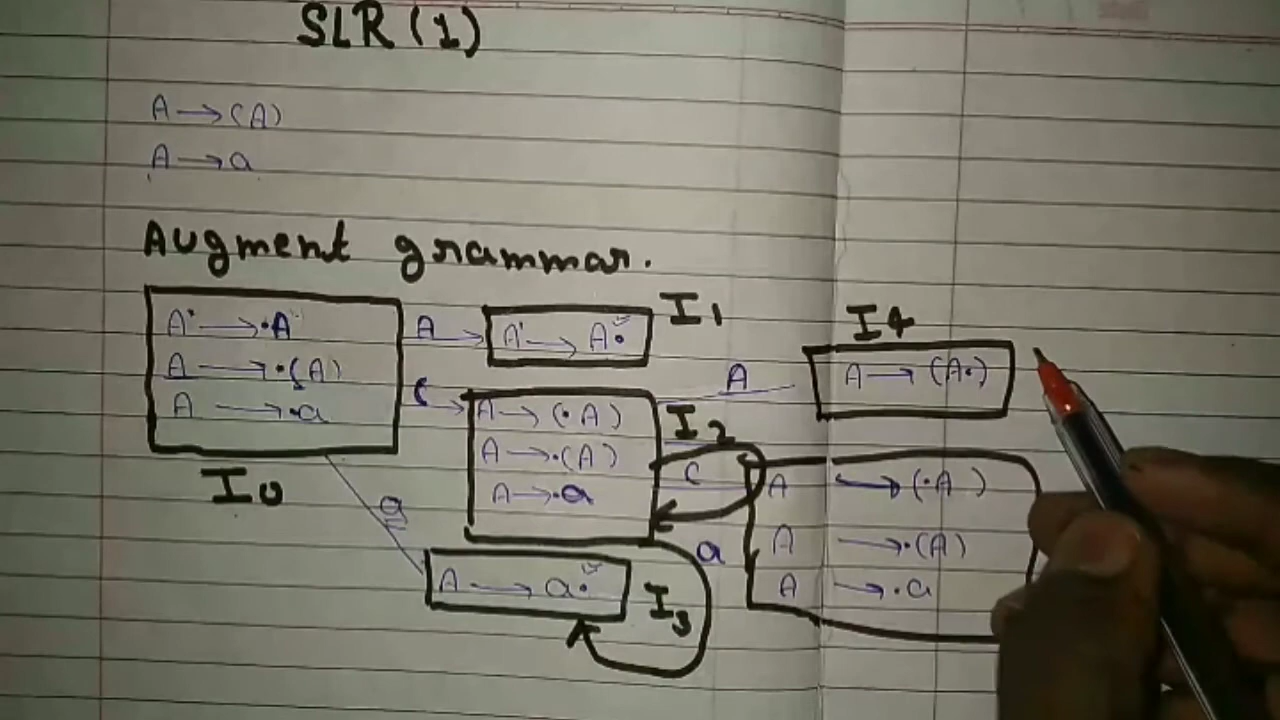 SLR (1)
A → (A)
A → a
Augment grammar.
A' → •A
A → •(A)
A → •a
I0
A
A' → A•
I1
(
A → (•A)
A → •(A)
A → •a
I2
a
A → a•
I3
A
I4
A → (A•)
(
a
A → (•A)
A → •(A)
A → •a